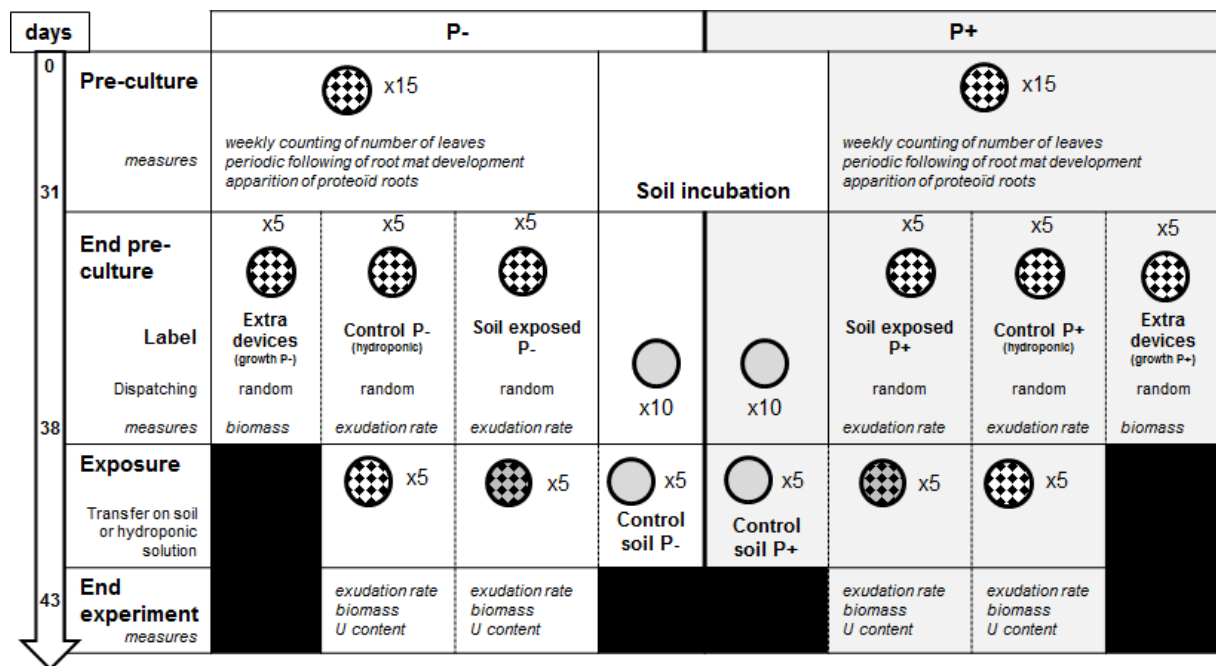 days
P-
P+
0
Pre-culture
x15
x15
measures
weekly counting of number of leaves
periodic following of root mat development
apparition of proteoïd roots
weekly counting of number of leaves
periodic following of root mat development
apparition of proteoïd roots
31
Soil incubation
End pre-
culture
x5
x5
x5
x5
x5
x5
Label
Extra
devices
(growth P-)
Control P-
(hydroponic)
Soil exposed
P-
x10
x10
Soil exposed
P+
Control P+
(hydroponic)
Extra
devices
(growth P+)
Dispatching
random
random
random
random
random
random
38
measures
biomass
exudation rate
exudation rate
exudation rate
exudation rate
biomass
Exposure
x5
x5
x5
x5
x5
x5
Transfer on soil
or hydroponic
solution
Control
soil P-
Control
soil P+
43
End
experiment
measures
exudation rate
biomass
U content
exudation rate
biomass
U content
exudation rate
biomass
U content
exudation rate
biomass
U content